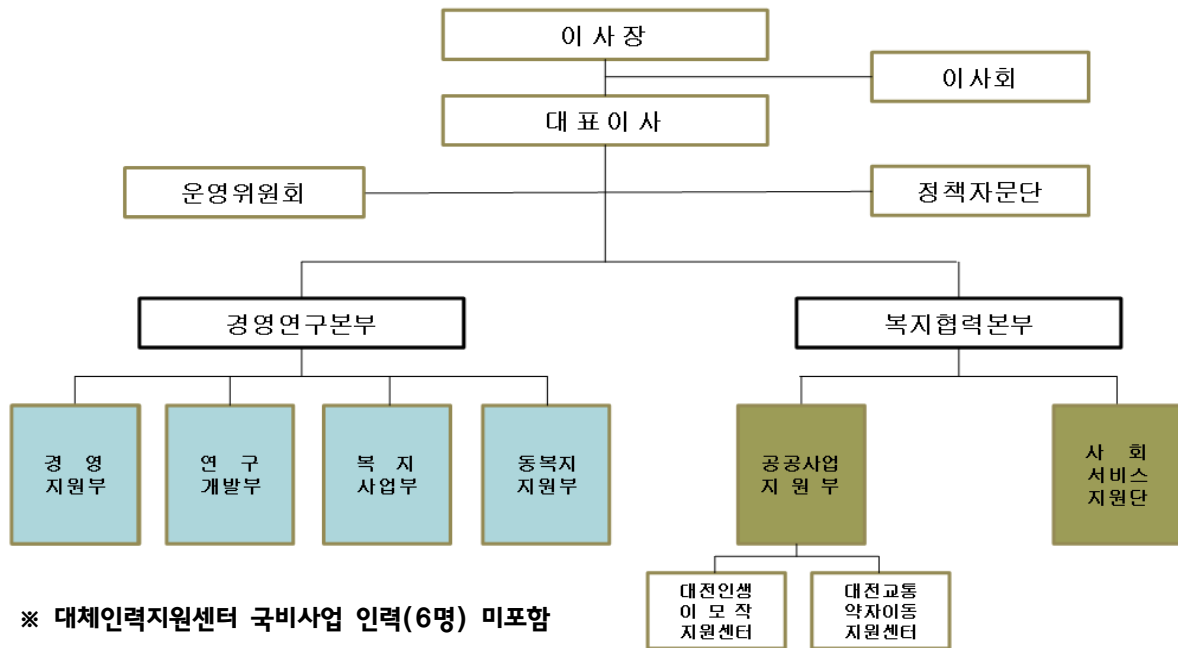 이 사 장
이사회
대 표 이 사
운영위원회
정책자문단
경영연구본부
복지협력본부
경 영
지원부
연 구
개발부
복 지
사업부
동복지
지원부
공공사업
지 원 부
사 회
서비스
지원단
대전인생
이 모 작
지원센터
대전교통
약자이동
지원센터
※ 대체인력지원센터 국비사업 인력(6명) 미포함